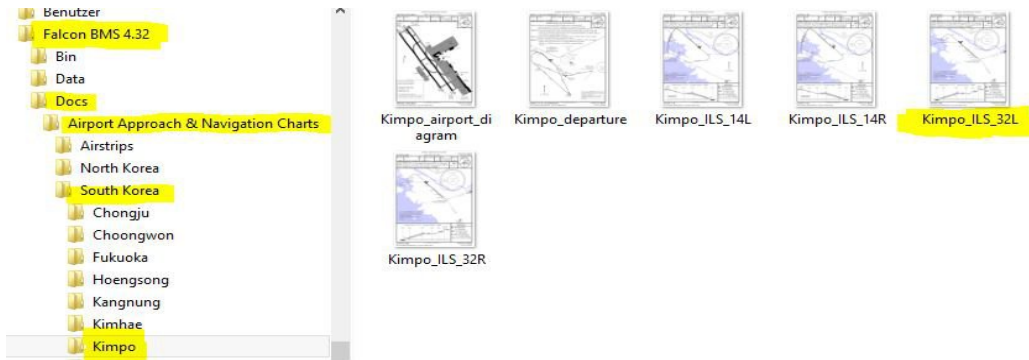 Benutzer
Falcon BMS 4.32
Bin
Data
Docs
Airport Approach & Navigation Charts
Airstrips
North Korea
South Korea
Chongju
Choongwon
Fukuoka
Hoengsong
Kangnung
Kimhae
Kimpo
Kimpo_airport_di
agram
Kimpo_departure
Kimpo_ILS_14L
Kimpo_ILS_14R
Kimpo_ILS_32L
Kimpo_ILS_32R